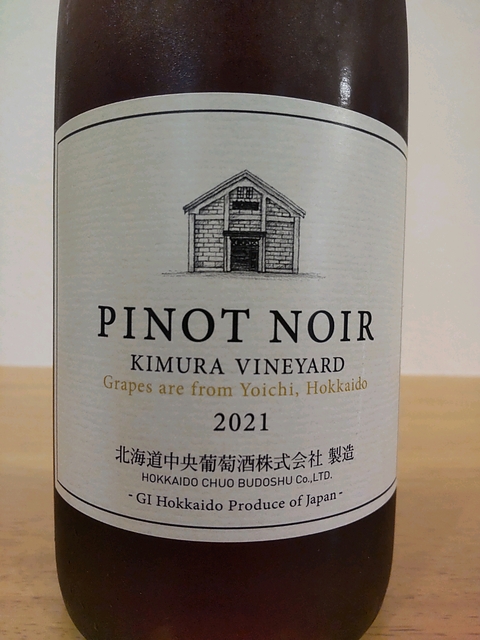 PINOT NOIR
KIMURA VINEYARD
Grapes are from Yoichi, Hokkaido
2021
北海道中央葡萄酒株式会社 製造
HOKKAIDO CHUO BUDOSHU Co.,LTD.
- GI Hokkaido Produce of Japan -